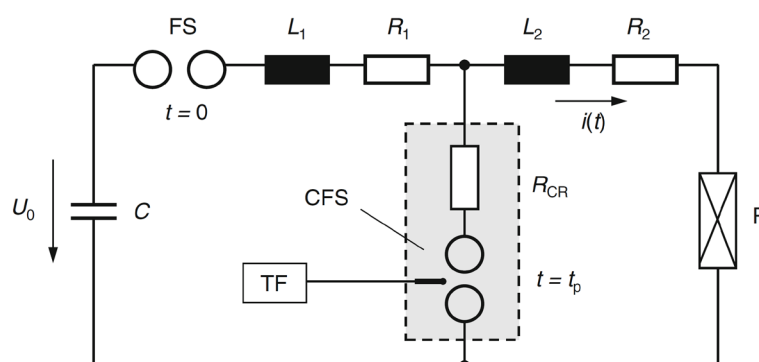 FS
L1
R1
L2
R2
t = 0
i(t)
U0
C
CFS
RCR
TF
t = tp